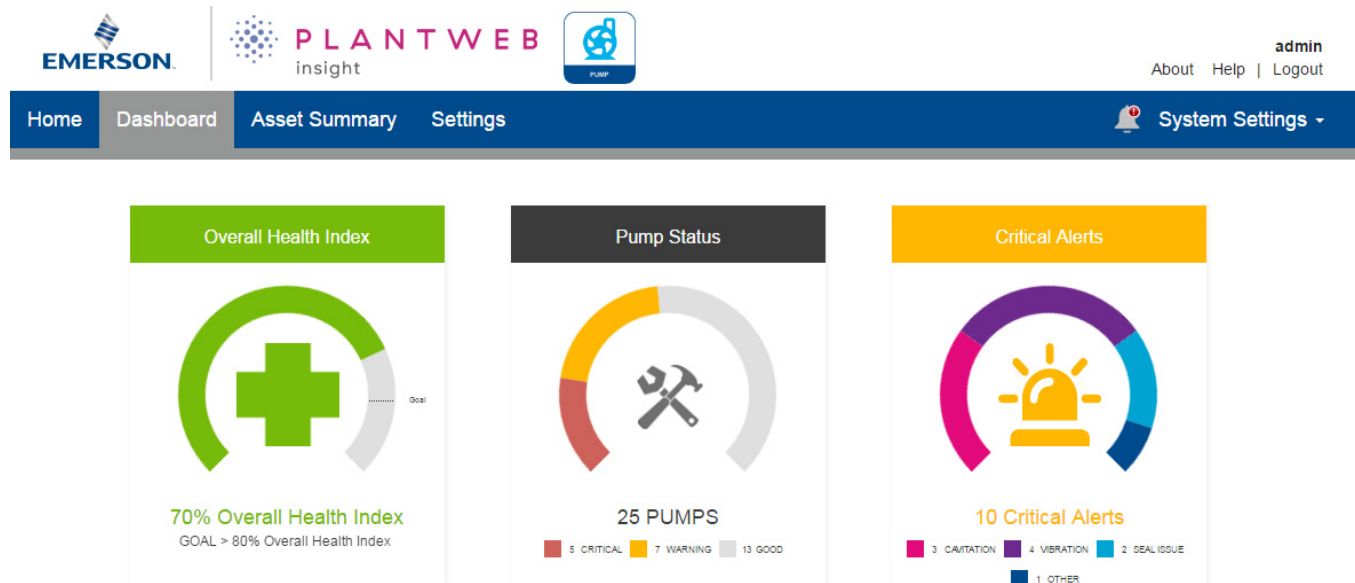 EMERSON.
PLANTWEB
insight
PUMP
admin
About Help | Logout
Home Dashboard Asset Summary Settings System Settings
Overall Health Index
Goal
70% Overall Health Index
GOAL > 80% Overall Health Index
Pump Status
25 PUMPS
5 CRITICAL 7 WARNING 13 GOOD
Critical Alerts
10 Critical Alerts
3 CAVITATION 4 VIBRATION 2 SEAL ISSUE
1 OTHER